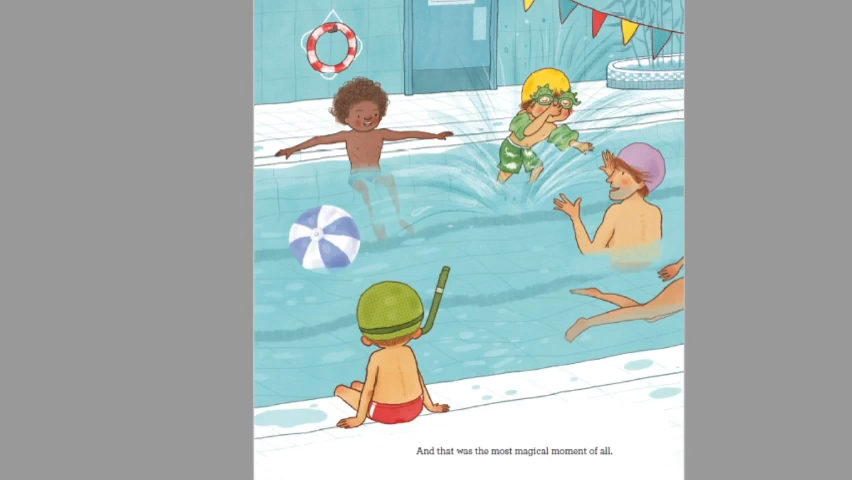 And that was the most magical moment of all.